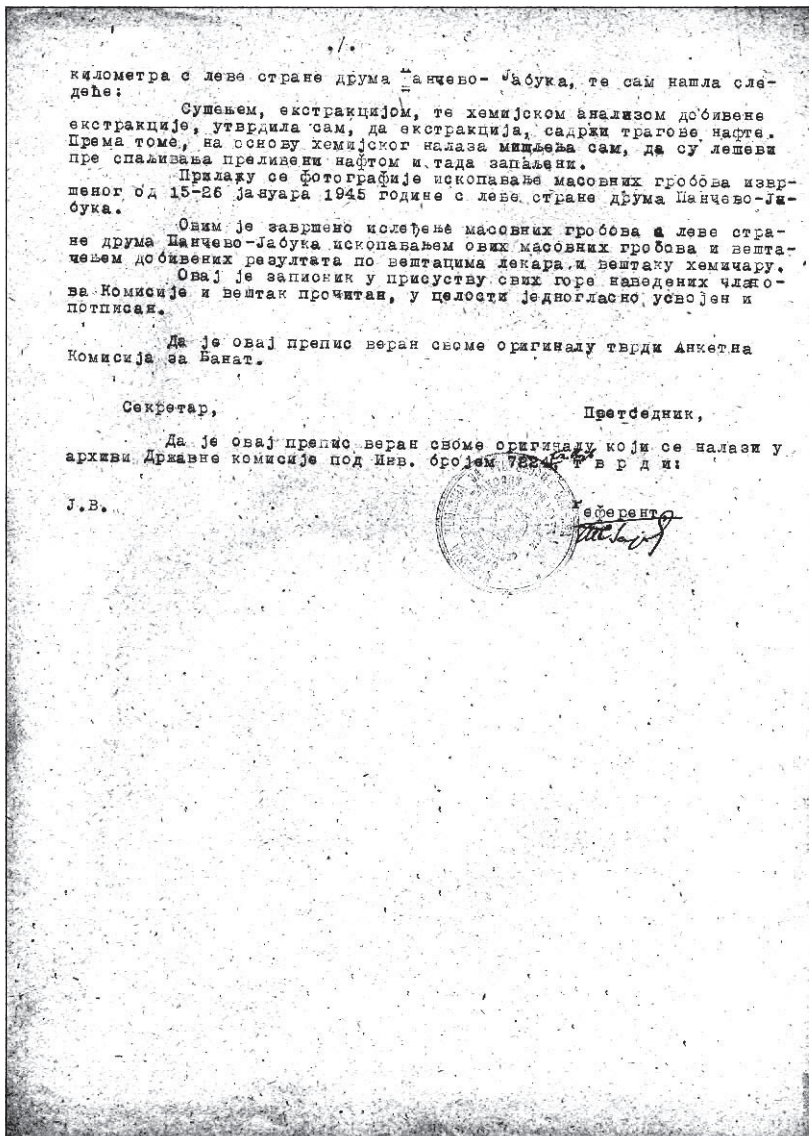 ./.
километра с леве стране друма Панчево- Јабука, те сам нашла сле-
деће:
Сушењем, екстракцијом, те хемијском анализом добивене
екстракције, утврдила сам, да екстракција, садржи трагове нафте.
Према томе, на основу хемијског налаза мишљења сам, да су лешеви
пре спаљивања преливени нафтом и тада запаљени.
Прилажу се фотографије ископавање масовних гробова извр-
шеног од 15-26 јануара 1945 године с леве стране друма Панчево-Ја-
бука.
Овим је завршено ислеђење масовних гробова с леве стра-
не друма Панчево-Јабука ископавањем ових масовних гробова и вешта-
чењем добивених резултата по вештацима лекара и вештаку хемичару.
Овај је записник у присуству свих горе наведених члано-
ва Комисије и вештак прочитан, у целости једногласно усвојен и
потписан.
Да је овај препис веран своме оригиналу тврди Анкетна
Комисија за Банат.
Секретар, Претседник,
Да је овај препис веран своме оригиналу који се налази у
архиви Државне комисије под Инв. бројем т в р д и:
Ј.В. Референт